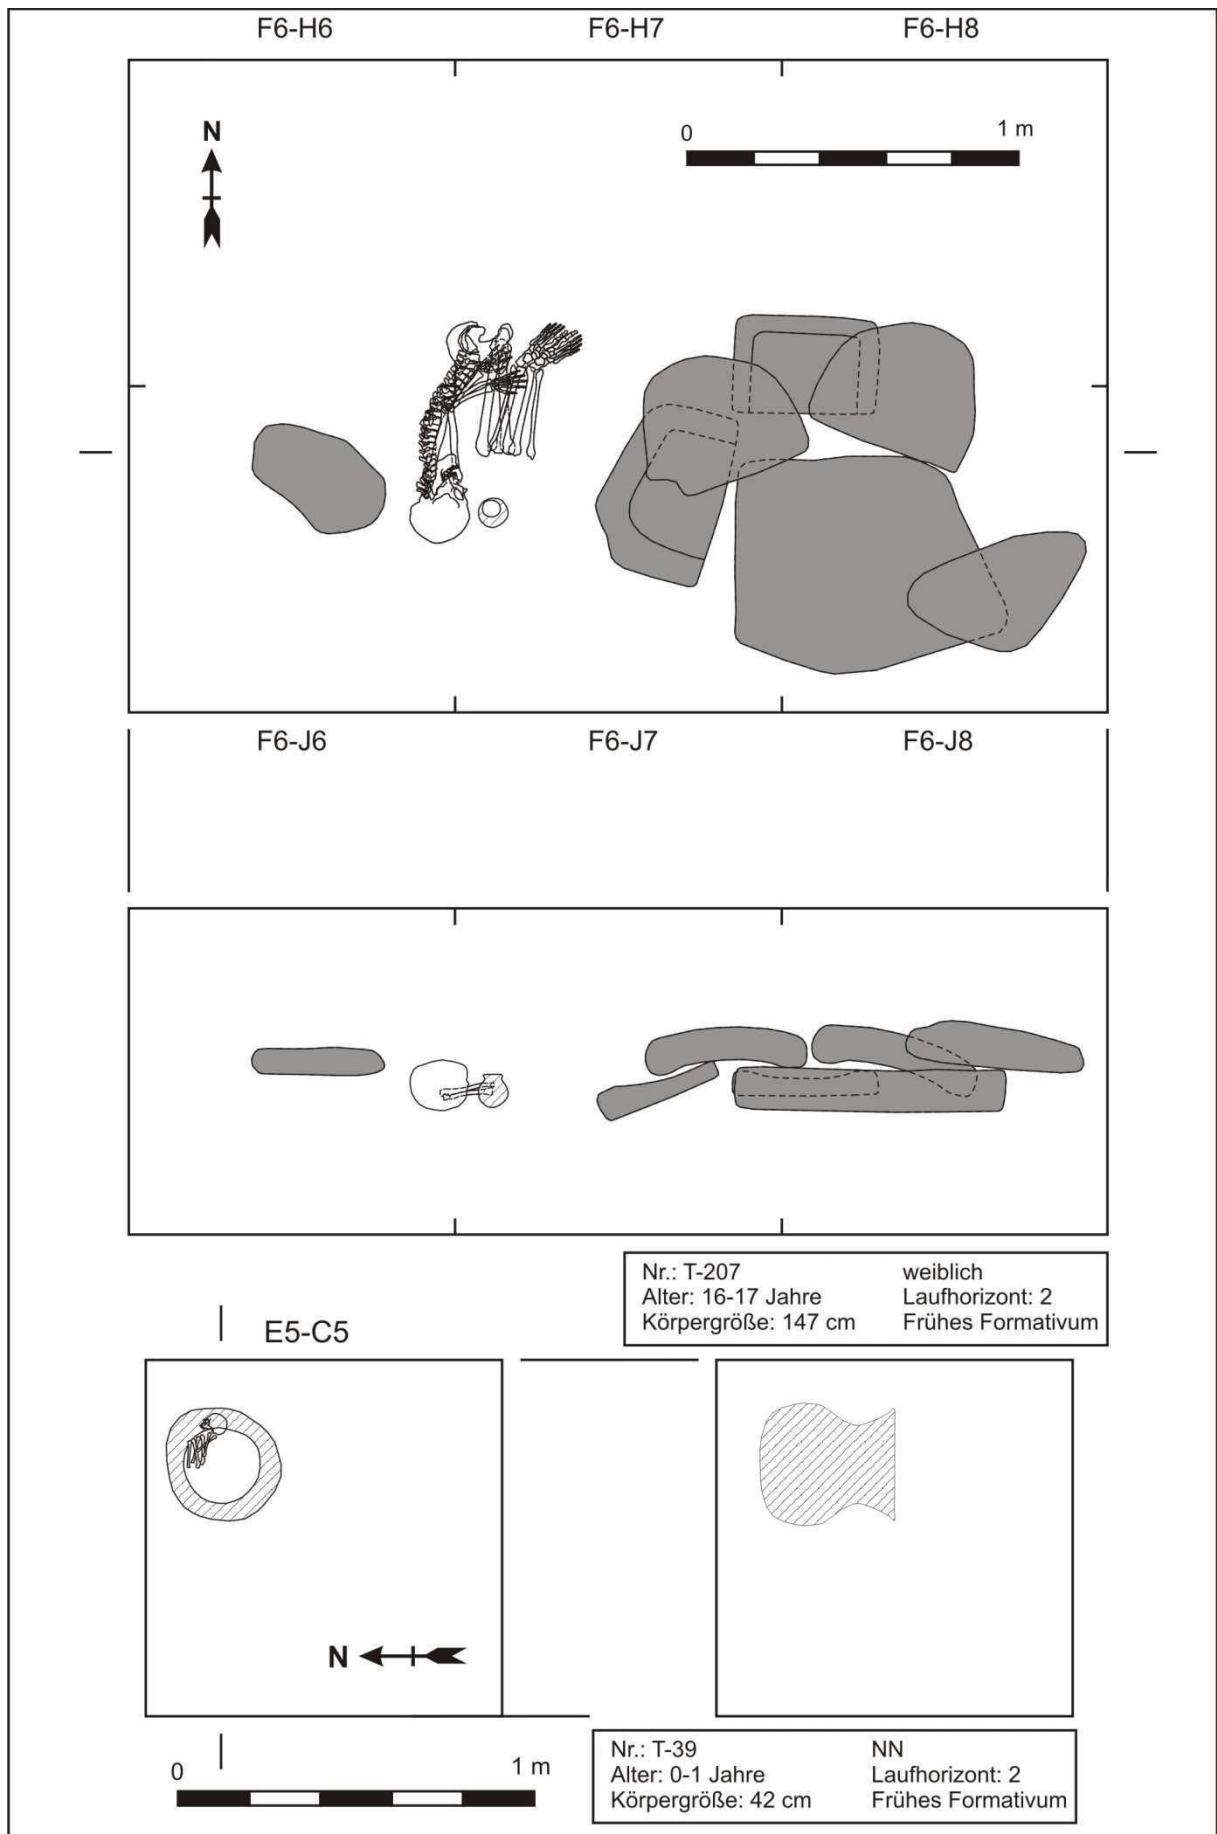 F6-H6 F6-H7 F6-H8
N
0 1 m
F6-J6 F6-J7 F6-J8
Nr.: T-207 weiblich
Alter: 16-17 Jahre Laufhorizont: 2
Körpergröße: 147 cm Frühes Formativum
E5-C5
N
0 1 m
Nr.: T-39 NN
Alter: 0-1 Jahre Laufhorizont: 2
Körpergröße: 42 cm Frühes Formativum